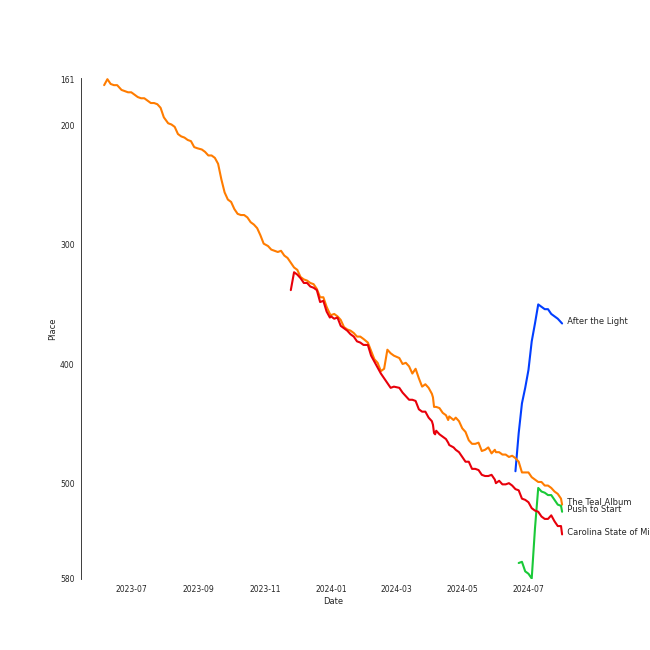 161
200
300
400
500
580
Place
2023-07
2023-09
2023-11
2024-01
2024-03
2024-05
2024-07
Date
After the Light
The Teal Album
Push to Start
Carolina State of Mi